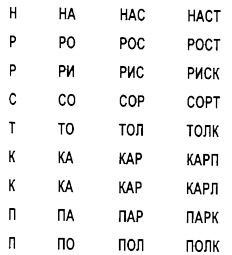 Н НА НАС НАСТ
Р РО РОС РОСТ
Р РИ РИС РИСК
С СО СОР СОРТ
Т ТО ТОЛ ТОЛК
К КА КАР КАРП
К КА КАР КАРЛ
П ПА ПАР ПАРК
П ПО ПОЛ ПОЛК